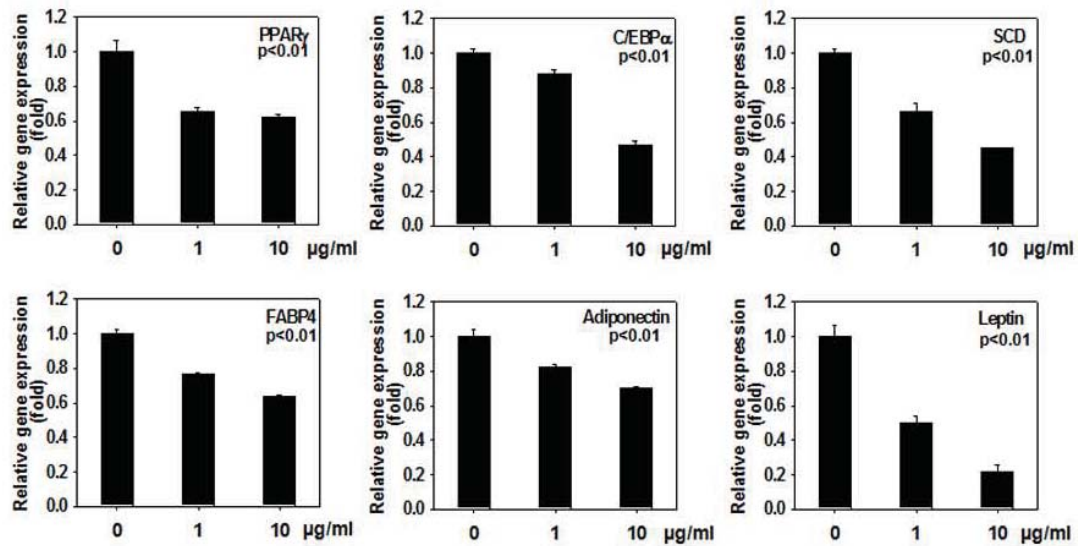 Relative gene expression
(fold)
1.2
1.0
0.8
0.6
0.4
0.2
0.0
PPARγ
p<0.01
0 1 10 µg/ml
Relative gene expression
(fold)
1.2
1.0
0.8
0.6
0.4
0.2
0.0
C/EBPα
p<0.01
0 1 10 µg/ml
Relative gene expression
(fold)
1.2
1.0
0.8
0.6
0.4
0.2
0.0
SCD
p<0.01
0 1 10 µg/ml
Relative gene expression
(fold)
1.2
1.0
0.8
0.6
0.4
0.2
0.0
FABP4
p<0.01
0 1 10 µg/ml
Relative gene expression
(fold)
1.2
1.0
0.8
0.6
0.4
0.2
0.0
Adiponectin
p<0.01
0 1 10 µg/ml
Relative gene expression
(fold)
1.2
1.0
0.8
0.6
0.4
0.2
0.0
Leptin
p<0.01
0 1 10 µg/ml